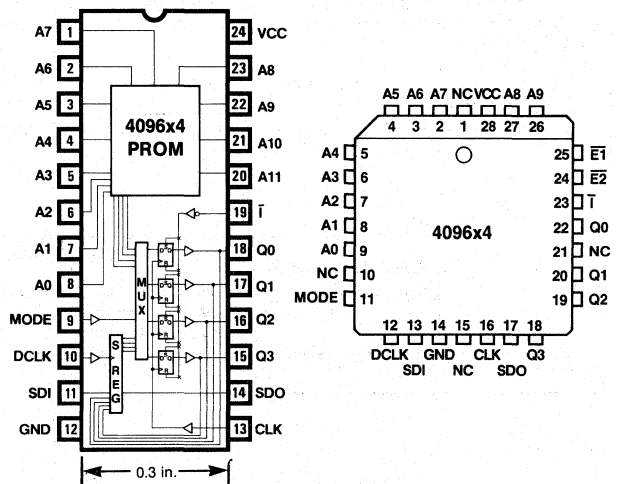 A7 1 24 VCC
A6 2 23 A8
A5 3 22 A9
A4 4 21 A10
A3 5 20 A11
A2 6 19 I̅
A1 7 18 Q0
A0 8 17 Q1
MODE 9 16 Q2
DCLK 10 15 Q3
SDI 11 14 SDO
GND 12 13 CLK
4096x4
PROM
MUX
S REG
0.3 in.
A5 A6 A7 NC VCC A8 A9
4 3 2 1 28 27 26
A4 5 25 E̅1̅
A3 6 24 E̅2̅
A2 7 23 I̅
A1 8 22 Q0
A0 9 21 NC
NC 10 20 Q1
MODE 11 19 Q2
4096x4
12 13 14 15 16 17 18
DCLK GND CLK Q3
SDI NC SDO